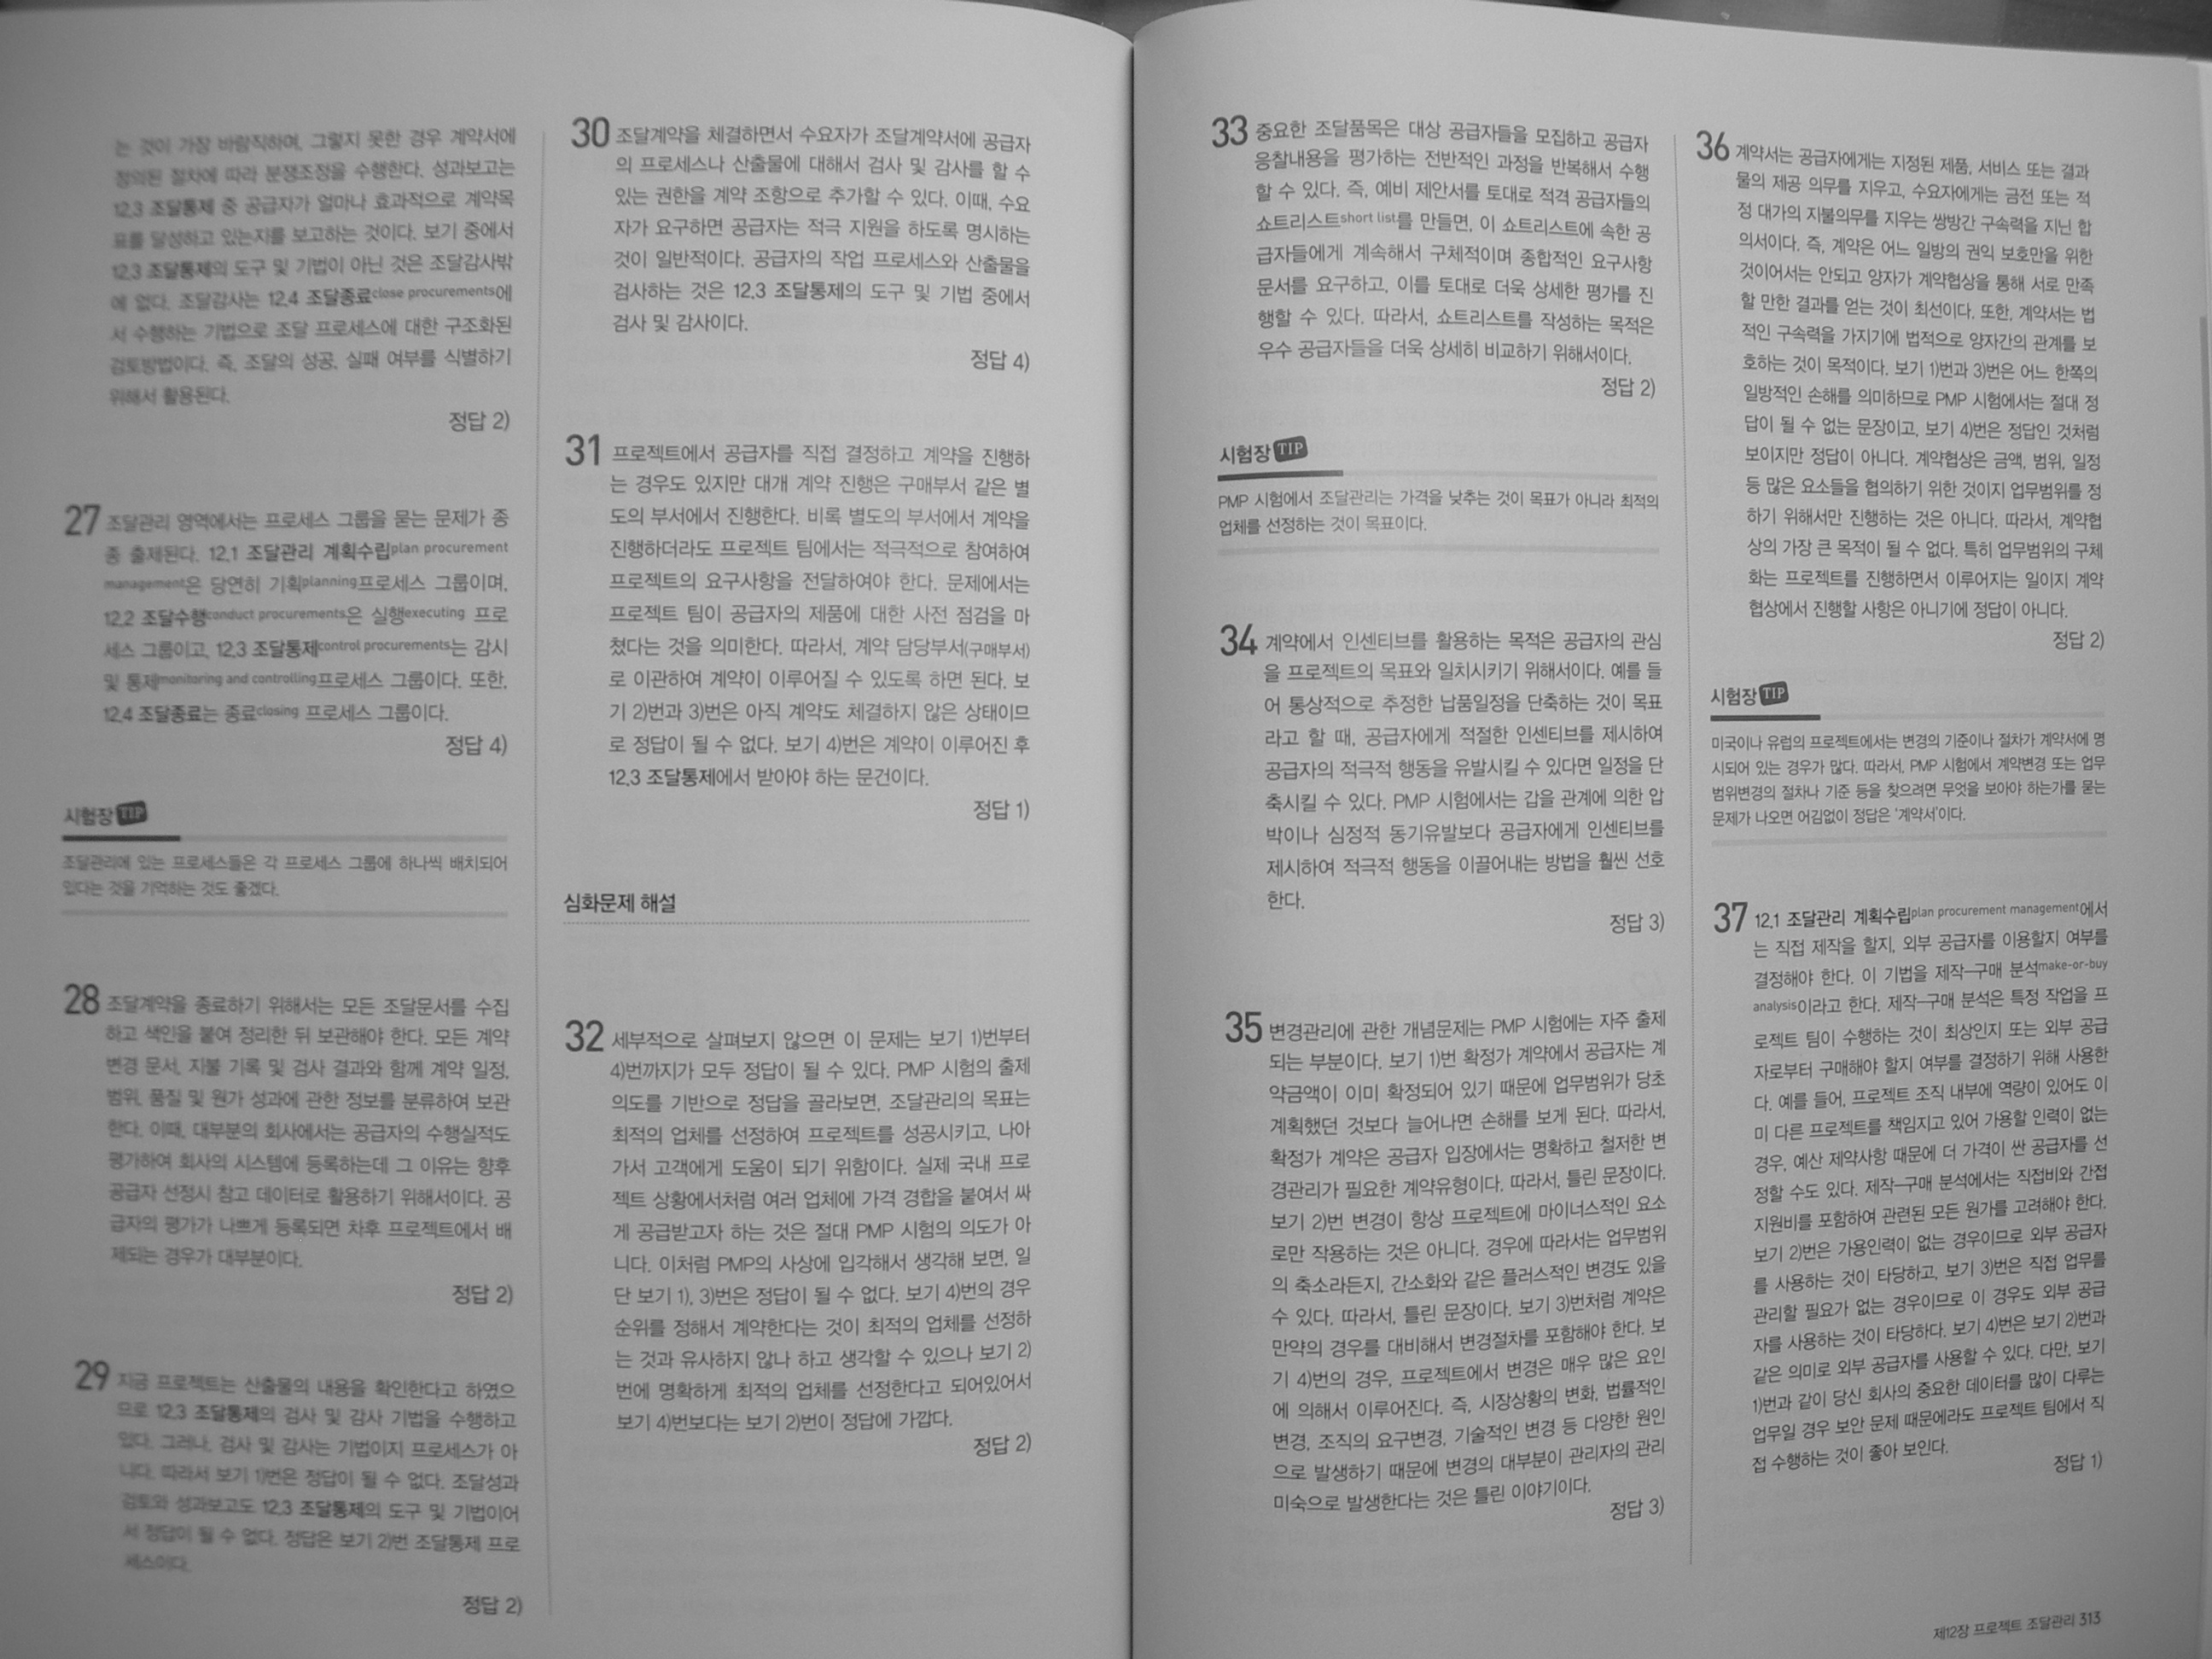 는 것이 가장 바람직하며, 그렇지 못한 경우 계약서에
정의된 절차에 따라 분쟁조정을 수행한다. 성과보고는
12.3 조달통제 중 공급자가 얼마나 효과적으로 계약목
표를 달성하고 있는지를 보고하는 것이다. 보기 중에서
12.3 조달통제의 도구 및 기법이 아닌 것은 조달감사밖
에 없다. 조달감사는 12.4 조달종료close procurements에
서 수행하는 기법으로 조달 프로세스에 대한 구조화된
검토방법이다. 즉, 조달의 성공, 실패 여부를 식별하기
위해서 활용된다.
정답 2)
27 조달관리 영역에서는 프로세스 그룹을 묻는 문제가 종
종 출제된다. 12.1 조달관리 계획수립plan procurement
management은 당연히 기획planning프로세스 그룹이며,
12.2 조달수행conduct procurements은 실행executing 프로
세스 그룹이고, 12.3 조달통제control procurements는 감시
및 통제monitoring and controlling프로세스 그룹이다. 또한,
12.4 조달종료는 종료closing 프로세스 그룹이다.
정답 4)
시험장 TIP
조달관리에 있는 프로세스들은 각 프로세스 그룹에 하나씩 배치되어
있다는 것을 기억하는 것도 좋겠다.
28 조달계약을 종료하기 위해서는 모든 조달문서를 수집
하고 색인을 붙여 정리한 뒤 보관해야 한다. 모든 계약
변경 문서, 지불 기록 및 검사 결과와 함께 계약 일정,
범위, 품질 및 원가 성과에 관한 정보를 분류하여 보관
한다. 이때, 대부분의 회사에서는 공급자의 수행실적도
평가하여 회사의 시스템에 등록하는데 그 이유는 향후
공급자 선정시 참고 데이터로 활용하기 위해서이다. 공
급자의 평가가 나쁘게 등록되면 차후 프로젝트에서 배
제되는 경우가 대부분이다.
정답 2)
29 지금 프로젝트는 산출물의 내용을 확인한다고 하였으
므로 12.3 조달통제의 검사 및 감사 기법을 수행하고
있다. 그러나, 검사 및 감사는 기법이지 프로세스가 아
니다. 따라서 보기 1)번은 정답이 될 수 없다. 조달성과
검토와 성과보고도 12.3 조달통제의 도구 및 기법이어
서 정답이 될 수 없다. 정답은 보기 2)번 조달통제 프로
세스이다.
정답 2)
30 조달계약을 체결하면서 수요자가 조달계약서에 공급자
의 프로세스나 산출물에 대해서 검사 및 감사를 할 수
있는 권한을 계약 조항으로 추가할 수 있다. 이때, 수요
자가 요구하면 공급자는 적극 지원을 하도록 명시하는
것이 일반적이다. 공급자의 작업 프로세스와 산출물을
검사하는 것은 12.3 조달통제의 도구 및 기법 중에서
검사 및 감사이다.
정답 4)
31 프로젝트에서 공급자를 직접 결정하고 계약을 진행하
는 경우도 있지만 대개 계약 진행은 구매부서 같은 별
도의 부서에서 진행한다. 비록 별도의 부서에서 계약을
진행하더라도 프로젝트 팀에서는 적극적으로 참여하여
프로젝트의 요구사항을 전달하여야 한다. 문제에서는
프로젝트 팀이 공급자의 제품에 대한 사전 점검을 마
쳤다는 것을 의미한다. 따라서, 계약 담당부서(구매부서)
로 이관하여 계약이 이루어질 수 있도록 하면 된다. 보
기 2)번과 3)번은 아직 계약도 체결하지 않은 상태이므
로 정답이 될 수 없다. 보기 4)번은 계약이 이루어진 후
12.3 조달통제에서 받아야 하는 문건이다.
정답 1)
심화문제 해설
32 세부적으로 살펴보지 않으면 이 문제는 보기 1)번부터
4)번까지가 모두 정답이 될 수 있다. PMP 시험의 출제
의도를 기반으로 정답을 골라보면, 조달관리의 목표는
최적의 업체를 선정하여 프로젝트를 성공시키고, 나아
가서 고객에게 도움이 되기 위함이다. 실제 국내 프로
젝트 상황에서처럼 여러 업체에 가격 경합을 붙여서 싸
게 공급받고자 하는 것은 절대 PMP 시험의 의도가 아
니다. 이처럼 PMP의 사상에 입각해서 생각해 보면, 일
단 보기 1), 3)번은 정답이 될 수 없다. 보기 4)번의 경우
순위를 정해서 계약한다는 것이 최적의 업체를 선정하
는 것과 유사하지 않나 하고 생각할 수 있으나 보기 2)
번에 명확하게 최적의 업체를 선정한다고 되어있어서
보기 4)번보다는 보기 2)번이 정답에 가깝다.
정답 2)
33 중요한 조달품목은 대상 공급자들을 모집하고 공급자
응찰내용을 평가하는 전반적인 과정을 반복해서 수행
할 수 있다. 즉, 예비 제안서를 토대로 적격 공급자들의
쇼트리스트short list를 만들면, 이 쇼트리스트에 속한 공
급자들에게 계속해서 구체적이며 종합적인 요구사항
문서를 요구하고, 이를 토대로 더욱 상세한 평가를 진
행할 수 있다. 따라서, 쇼트리스트를 작성하는 목적은
우수 공급자들을 더욱 상세히 비교하기 위해서이다.
정답 2)
시험장 TIP
PMP 시험에서 조달관리는 가격을 낮추는 것이 목표가 아니라 최적의
업체를 선정하는 것이 목표이다.
34 계약에서 인센티브를 활용하는 목적은 공급자의 관심
을 프로젝트의 목표와 일치시키기 위해서이다. 예를 들
어 통상적으로 추정한 납품일정을 단축하는 것이 목표
라고 할 때, 공급자에게 적절한 인센티브를 제시하여
공급자의 적극적 행동을 유발시킬 수 있다면 일정을 단
축시킬 수 있다. PMP 시험에서는 갑을 관계에 의한 압
박이나 심정적 동기유발보다 공급자에게 인센티브를
제시하여 적극적 행동을 이끌어내는 방법을 훨씬 선호
한다.
정답 3)
35 변경관리에 관한 개념문제는 PMP 시험에는 자주 출제
되는 부분이다. 보기 1)번 확정가 계약에서 공급자는 계
약금액이 이미 확정되어 있기 때문에 업무범위가 당초
계획했던 것보다 늘어나면 손해를 보게 된다. 따라서,
확정가 계약은 공급자 입장에서는 명확하고 철저한 변
경관리가 필요한 계약유형이다. 따라서, 틀린 문장이다.
보기 2)번 변경이 항상 프로젝트에 마이너스적인 요소
로만 작용하는 것은 아니다. 경우에 따라서는 업무범위
의 축소라든지, 간소화와 같은 플러스적인 변경도 있을
수 있다. 따라서, 틀린 문장이다. 보기 3)번처럼 계약은
만약의 경우를 대비해서 변경절차를 포함해야 한다. 보
기 4)번의 경우, 프로젝트에서 변경은 매우 많은 요인
에 의해서 이루어진다. 즉, 시장상황의 변화, 법률적인
변경, 조직의 요구변경, 기술적인 변경 등 다양한 원인
으로 발생하기 때문에 변경의 대부분이 관리자의 관리
미숙으로 발생한다는 것은 틀린 이야기이다.
정답 3)
36 계약서는 공급자에게는 지정된 제품, 서비스 또는 결과
물의 제공 의무를 지우고, 수요자에게는 금전 또는 적
정 대가의 지불의무를 지우는 쌍방간 구속력을 지닌 합
의서이다. 즉, 계약은 어느 일방의 권익 보호만을 위한
것이어서는 안되고 양자가 계약협상을 통해 서로 만족
할 만한 결과를 얻는 것이 최선이다. 또한, 계약서는 법
적인 구속력을 가지기에 법적으로 양자간의 관계를 보
호하는 것이 목적이다. 보기 1)번과 3)번은 어느 한쪽의
일방적인 손해를 의미하므로 PMP 시험에서는 절대 정
답이 될 수 없는 문장이고, 보기 4)번은 정답인 것처럼
보이지만 정답이 아니다. 계약협상은 금액, 범위, 일정
등 많은 요소들을 협의하기 위한 것이지 업무범위를 정
하기 위해서만 진행하는 것은 아니다. 따라서, 계약협
상의 가장 큰 목적이 될 수 없다. 특히 업무범위의 구체
화는 프로젝트를 진행하면서 이루어지는 일이지 계약
협상에서 진행할 사항은 아니기에 정답이 아니다.
정답 2)
시험장 TIP
미국이나 유럽의 프로젝트에서는 변경의 기준이나 절차가 계약서에 명
시되어 있는 경우가 많다. 따라서, PMP 시험에서 계약변경 또는 업무
범위변경의 절차나 기준 등을 찾으려면 무엇을 보아야 하는가를 묻는
문제가 나오면 어김없이 정답은 '계약서'이다.
37 12.1 조달관리 계획수립plan procurement management에서
는 직접 제작을 할지, 외부 공급자를 이용할지 여부를
결정해야 한다. 이 기법을 제작–구매 분석make-or-buy
analysis이라고 한다. 제작–구매 분석은 특정 작업을 프
로젝트 팀이 수행하는 것이 최상인지 또는 외부 공급
자로부터 구매해야 할지 여부를 결정하기 위해 사용한
다. 예를 들어, 프로젝트 조직 내부에 역량이 있어도 이
미 다른 프로젝트를 책임지고 있어 가용할 인력이 없는
경우, 예산 제약사항 때문에 더 가격이 싼 공급자를 선
정할 수도 있다. 제작–구매 분석에서는 직접비와 간접
지원비를 포함하여 관련된 모든 원가를 고려해야 한다.
보기 2)번은 가용인력이 없는 경우이므로 외부 공급자
를 사용하는 것이 타당하고, 보기 3)번은 직접 업무를
관리할 필요가 없는 경우이므로 이 경우도 외부 공급
자를 사용하는 것이 타당하다. 보기 4)번은 보기 2)번과
같은 의미로 외부 공급자를 사용할 수 있다. 다만, 보기
1)번과 같이 당신 회사의 중요한 데이터를 많이 다루는
업무일 경우 보안 문제 때문에라도 프로젝트 팀에서 직
접 수행하는 것이 좋아 보인다.
정답 1)
제12장 프로젝트 조달관리 313